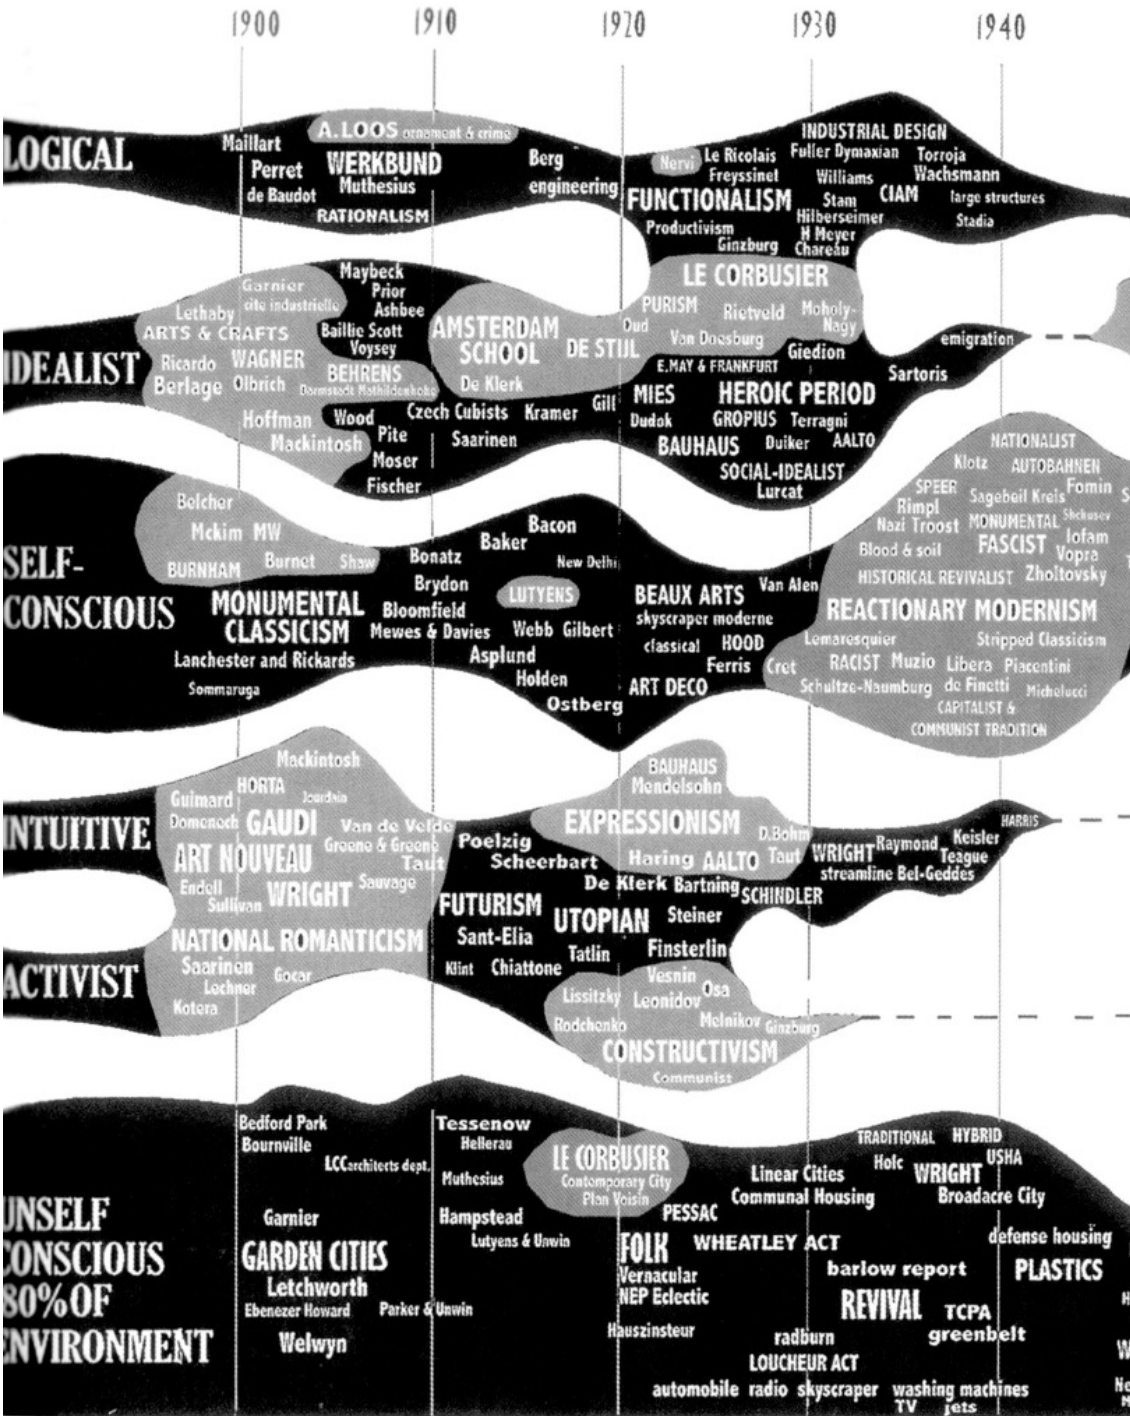 1900 1910 1920 1930 1940
LOGICAL
Maillart
A. LOOS ornament & crime
Perret
WERKBUND
de Baudot
Muthesius
RATIONALISM
Berg
engineering
Nervi
Le Ricolais
Freyssinet
FUNCTIONALISM
Productivism
Ginzburg
INDUSTRIAL DESIGN
Fuller Dymaxian
Torroja
Williams
Wachsmann
Stam
CIAM
large structures
Hilberseimer
Stadia
H Meyer
Chareau
IDEALIST
Garnier
cite industrielle
Lethaby
ARTS & CRAFTS
Ricardo
WAGNER
Berlage
Olbrich
Hoffman
Mackintosh
Maybeck
Prior
Ashbee
Baillie Scott
Voysey
BEHRENS
Wood
Pite
Moser
Fischer
AMSTERDAM
SCHOOL
De Klerk
DE STIJL
Czech Cubists
Kramer
Gill
Saarinen
LE CORBUSIER
PURISM
Rietveld
Moholy-
Nagy
Oud
Van Doesburg
Giedion
E.MAY & FRANKFURT
MIES
HEROIC PERIOD
Dudok
GROPIUS
Terragni
BAUHAUS
Duiker
AALTO
SOCIAL-IDEALIST
Lurcat
Sartoris
emigration
SELF-
CONSCIOUS
Belcher
Mckim MW
BURNHAM
Burnet
Shaw
MONUMENTAL
CLASSICISM
Lanchester and Rickards
Sommaruga
Bonatz
Brydon
Bloomfield
Mewes & Davies
Bacon
Baker
New Delhi
LUTYENS
Webb Gilbert
Asplund
Holden
Ostberg
BEAUX ARTS
Van Alen
skyscraper moderne
classical
HOOD
Ferris
Cret
ART DECO
NATIONALIST
Klotz
AUTOBAHNEN
SPEER
Sagebeil Kreis
Fomin
Rimpl
Nazi Troost
MONUMENTAL
Shchusev
Blood & soil
FASCIST
Iofam
Vopra
HISTORICAL REVIVALIST
Zholtovsky
REACTIONARY MODERNISM
Lemaresquier
Stripped Classicism
RACIST
Muzio
Libera
Piacentini
Schultze-Naumburg
de Finetti
Michelucci
CAPITALIST &
COMMUNIST TRADITION
INTUITIVE
Mackintosh
HORTA
Guimard
Jourdain
Domenech
GAUDI
Van de Velde
Greene & Greene
ART NOUVEAU
Taut
Endell
WRIGHT
Sauvage
Sullivan
NATIONAL ROMANTICISM
BAUHAUS
Mendelsohn
EXPRESSIONISM
D.Bohm
Haring
AALTO
Taut
Poelzig
Scheerbart
De Klerk
Bartning
SCHINDLER
WRIGHT
Raymond
Keisler
Teague
streamline Bel-Geddes
HARRIS
ACTIVIST
Saarinen
Lechner
Gocar
Kotera
FUTURISM
UTOPIAN
Steiner
Sant-Elia
Tatlin
Finsterlin
Klint
Chiattone
Vesnin
Lissitzky
Leonidov
Osa
Rodchenko
Melnikov
Ginzburg
CONSTRUCTIVISM
Communist
UNSELF
CONSCIOUS
80% OF
ENVIRONMENT
Bedford Park
Bournville
LCC architects dept.
Garnier
GARDEN CITIES
Letchworth
Ebenezer Howard
Parker & Unwin
Welwyn
Tessenow
Hellerau
Muthesius
Hampstead
Lutyens & Unwin
LE CORBUSIER
Contemporary City
Plan Voisin
PESSAC
FOLK
WHEATLEY ACT
Vernacular
NEP Eclectic
Hauszinsteur
Linear Cities
Communal Housing
TRADITIONAL
HYBRID
Holc
USHA
WRIGHT
Broadacre City
defense housing
barlow report
PLASTICS
REVIVAL
TCPA
radburn
greenbelt
LOUCHEUR ACT
automobile radio skyscraper washing machines
TV jets